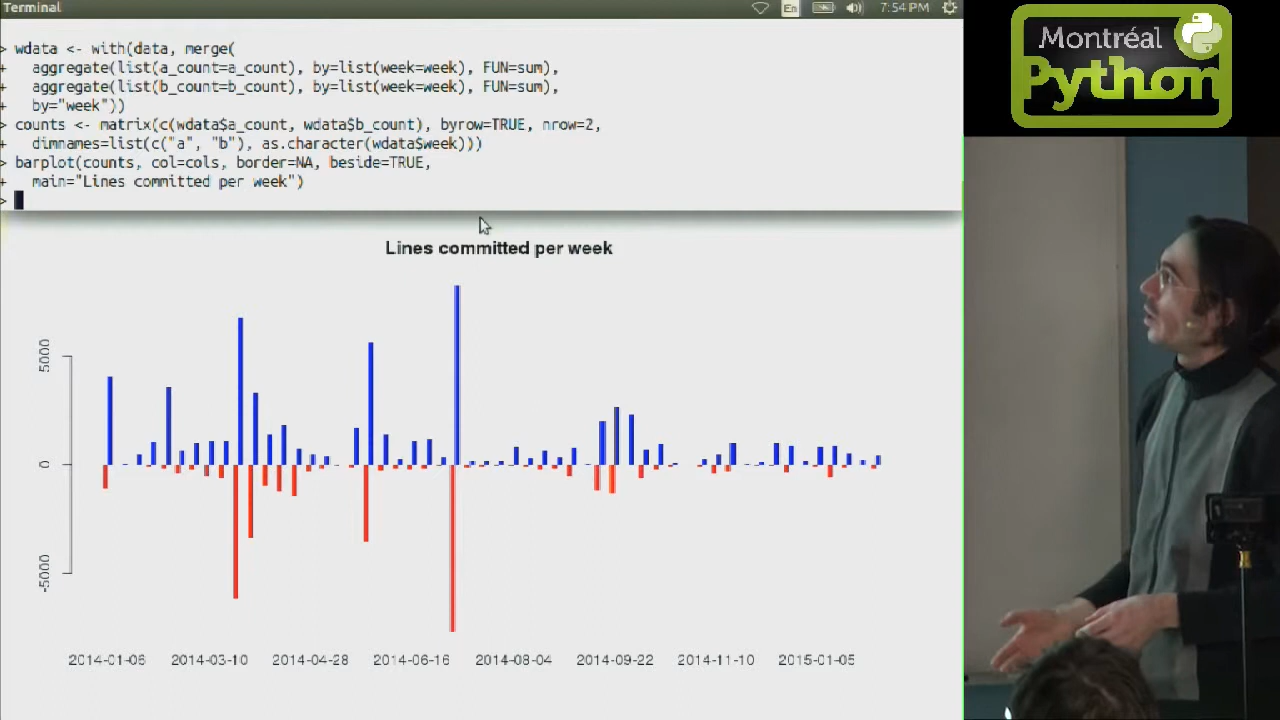 Terminal
En
7:54 PM
> wdata <- with(data, merge(
+ aggregate(list(a_count=a_count), by=list(week=week), FUN=sum),
+ aggregate(list(b_count=b_count), by=list(week=week), FUN=sum),
+ by="week"))
> counts <- matrix(c(wdata$a_count, wdata$b_count), byrow=TRUE, nrow=2,
+ dimnames=list(c("a", "b"), as.character(wdata$week)))
> barplot(counts, col=cols, border=NA, beside=TRUE,
+ main="Lines committed per week")
>
Lines committed per week
5000
0
-5000
2014-01-06 2014-03-10 2014-04-28 2014-06-16 2014-08-04 2014-09-22 2014-11-10 2015-01-05
Montréal
Python